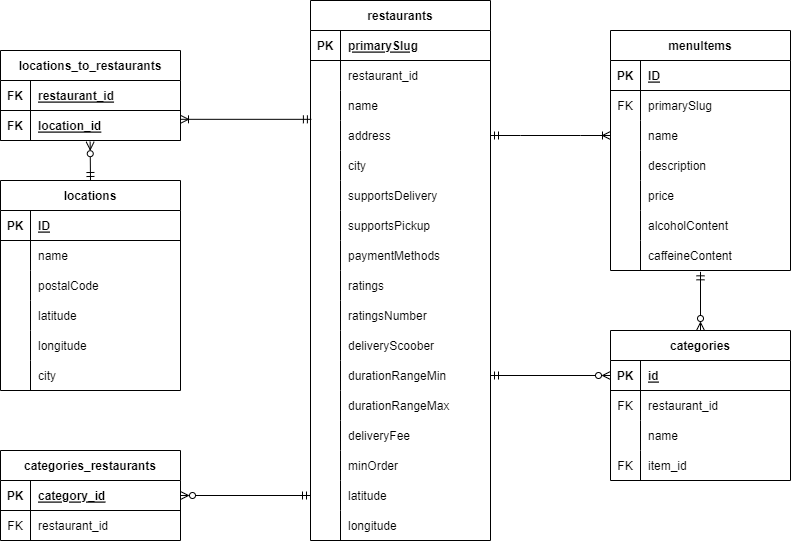 locations_to_restaurants
FK restaurant_id
FK location_id
locations
PK ID
name
postalCode
latitude
longitude
city
categories_restaurants
PK category_id
FK restaurant_id
restaurants
PK primarySlug
restaurant_id
name
address
city
supportsDelivery
supportsPickup
paymentMethods
ratings
ratingsNumber
deliveryScoober
durationRangeMin
durationRangeMax
deliveryFee
minOrder
latitude
longitude
menuItems
PK ID
FK primarySlug
name
description
price
alcoholContent
caffeineContent
categories
PK id
FK restaurant_id
name
FK item_id